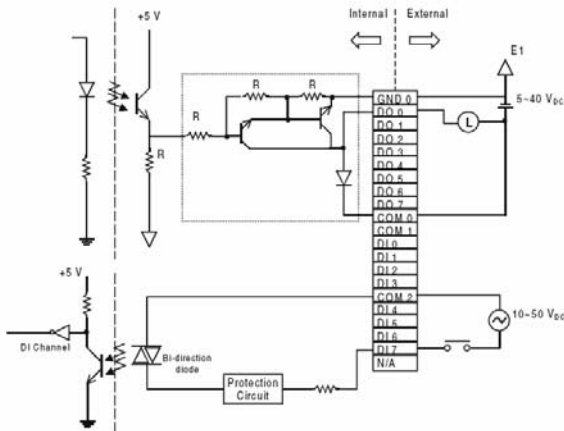 Internal
External
+5 V
+5 V
E1
R
R
R
R
GND 0
DO 0
DO 1
DO 2
DO 3
DO 4
DO 5
DO 6
DO 7
COM 0
COM 1
DI 0
DI 1
DI 2
DI 3
COM 2
DI 4
DI 5
DI 6
DI 7
N/A
5~40 VDC
L
10~50 VDC
DI Channel
Bi-direction
diode
Protection
Circuit